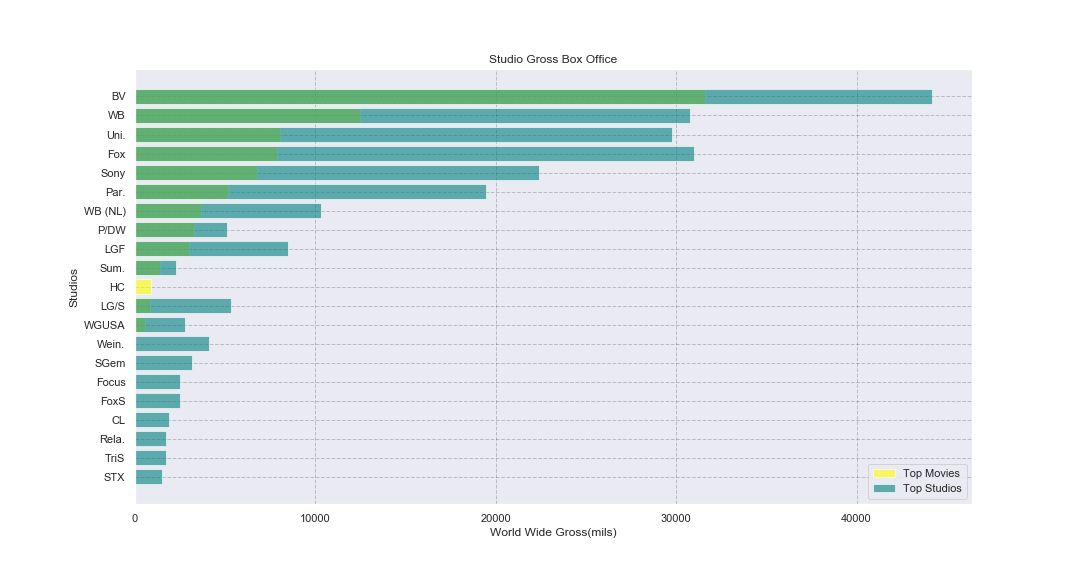 Studio Gross Box Office
BV
WB
Uni.
Fox
Sony
Par.
WB (NL)
P/DW
LGF
Sum.
HC
LG/S
WGUSA
Wein.
SGem
Focus
FoxS
CL
Rela.
TriS
STX
Studios
Top Movies
Top Studios
0 10000 20000 30000 40000
World Wide Gross(mils)